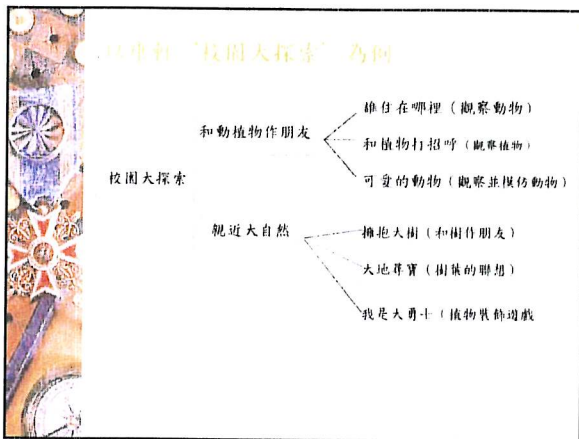 "校園大探索"為例
誰住在哪裡(觀察動物)
和動植物作朋友
和植物打招呼(觀察植物)
校園大探索
可愛的動物(觀察並模仿動物)
親近大自然
擁抱大樹(和樹作朋友)
大地尋寶(樹葉的聯想)
我是大勇士(植物裝飾遊戲